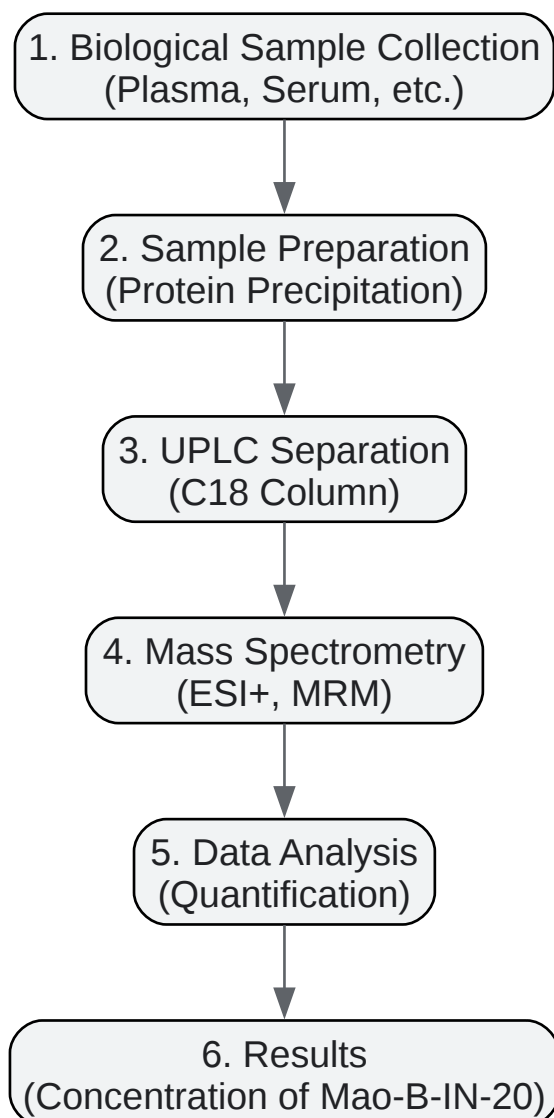 1. Biological Sample Collection
(Plasma, Serum, etc.)
2. Sample Preparation
(Protein Precipitation)
3. UPLC Separation
(C18 Column)
4. Mass Spectrometry
(ESI+, MRM)
5. Data Analysis
(Quantification)
6. Results
(Concentration of Mao-B-IN-20)